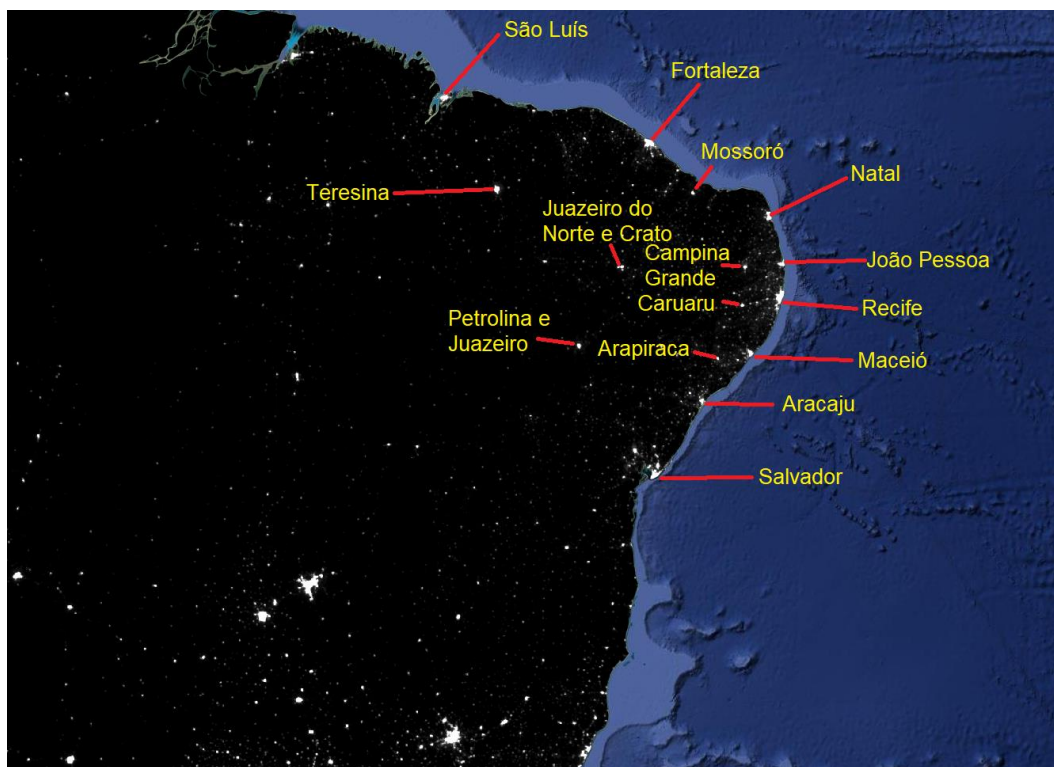 São Luís
Fortaleza
Mossoró
Natal
Teresina
Juazeiro do
Norte e Crato
Campina
Grande
João Pessoa
Caruaru
Recife
Petrolina e
Juazeiro
Arapiraca
Maceió
Aracaju
Salvador